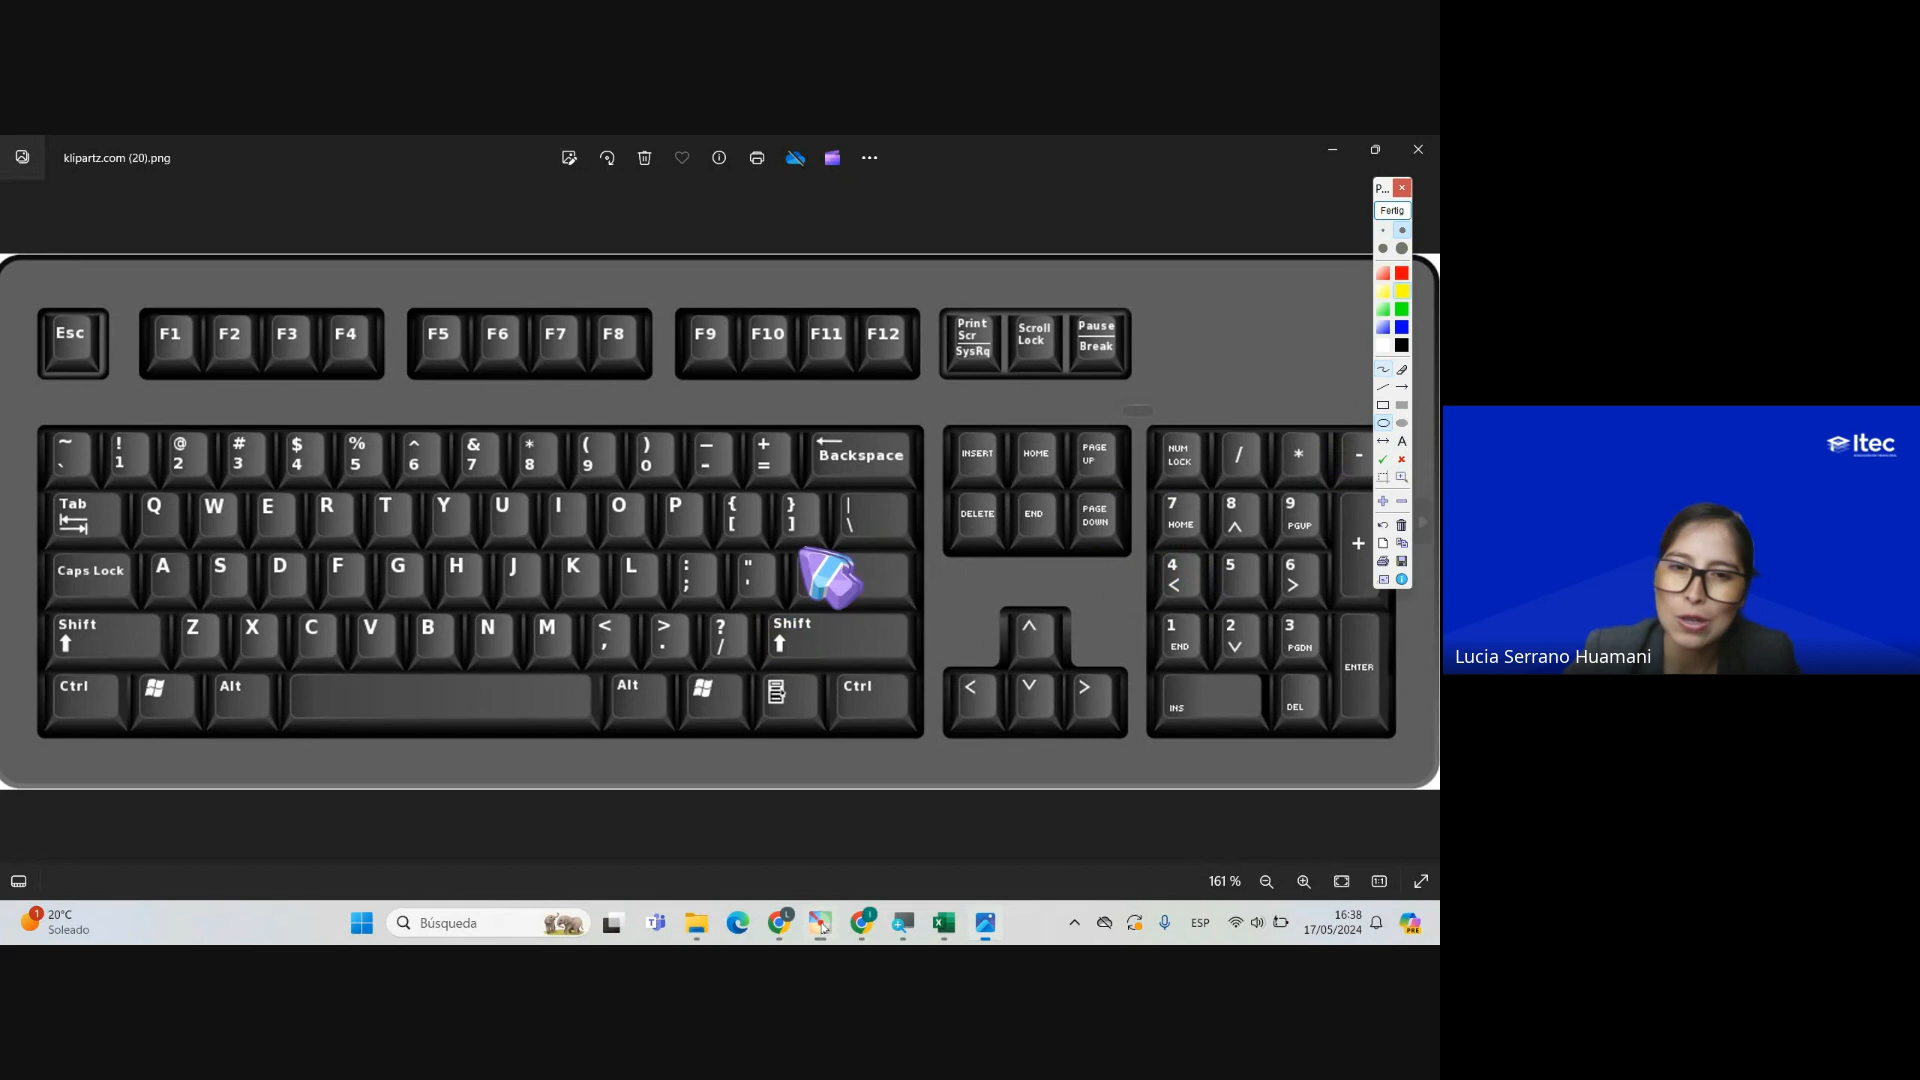 klipartz.com (20).png
P...
Fertig
Esc F1 F2 F3 F4 F5 F6 F7 F8 F9 F10 F11 F12 Print Scr SysRq Scroll Lock Pause Break
~ ` ! 1 @ 2 # 3 $ 4 % 5 ^ 6 & 7 * 8 ( 9 ) 0 _ - + = Backspace INSERT HOME PAGE UP NUM LOCK / * -
Tab Q W E R T Y U I O P { [ } ] | \ DELETE END PAGE DOWN 7 HOME 8 ^ 9 PGUP +
Caps Lock A S D F G H J K L : ; " ' 4 < 5 6 >
Shift Z X C V B N M < , > . ? / Shift ^ 1 END 2 v 3 PGDN ENTER
Ctrl Alt Alt Ctrl < v > INS DEL
A
Itec
Lucia Serrano Huamani
161 %
1:1
1
20°C
Soleado
Búsqueda
ESP
16:38
17/05/2024
PRE